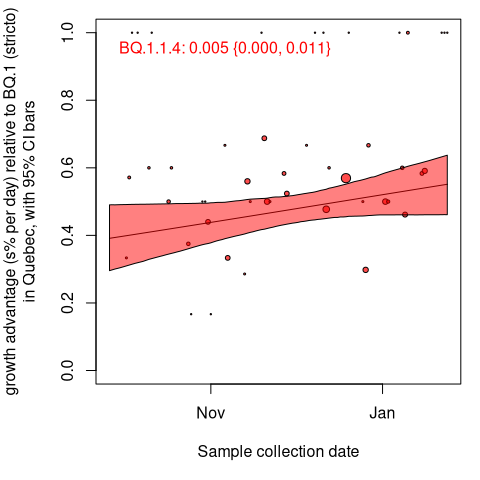 growth advantage (s% per day) relative to BQ.1 (stricto)
in Quebec, with 95% CI bars
BQ.1.1.4: 0.005 {0.000, 0.011}
1.0
0.8
0.6
0.4
0.2
0.0
Nov Jan
Sample collection date